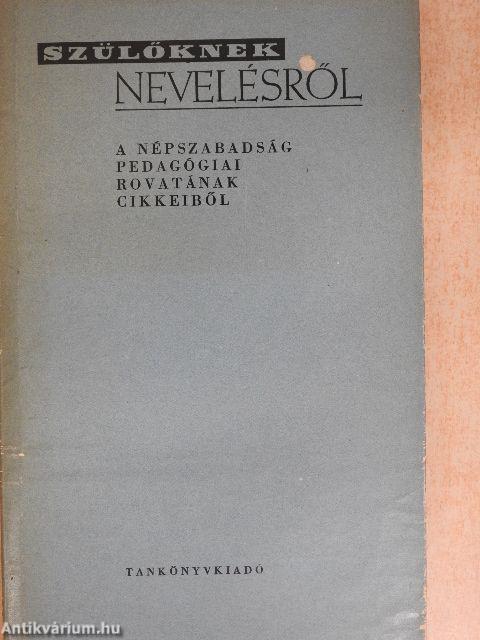 SZÜLŐKNEK
NEVELÉSRŐL
A NÉPSZABADSÁG
PEDAGÓGIAI
ROVATÁNAK
CIKKEIBŐL
TANKÖNYVKIADÓ
Antikvárium.hu